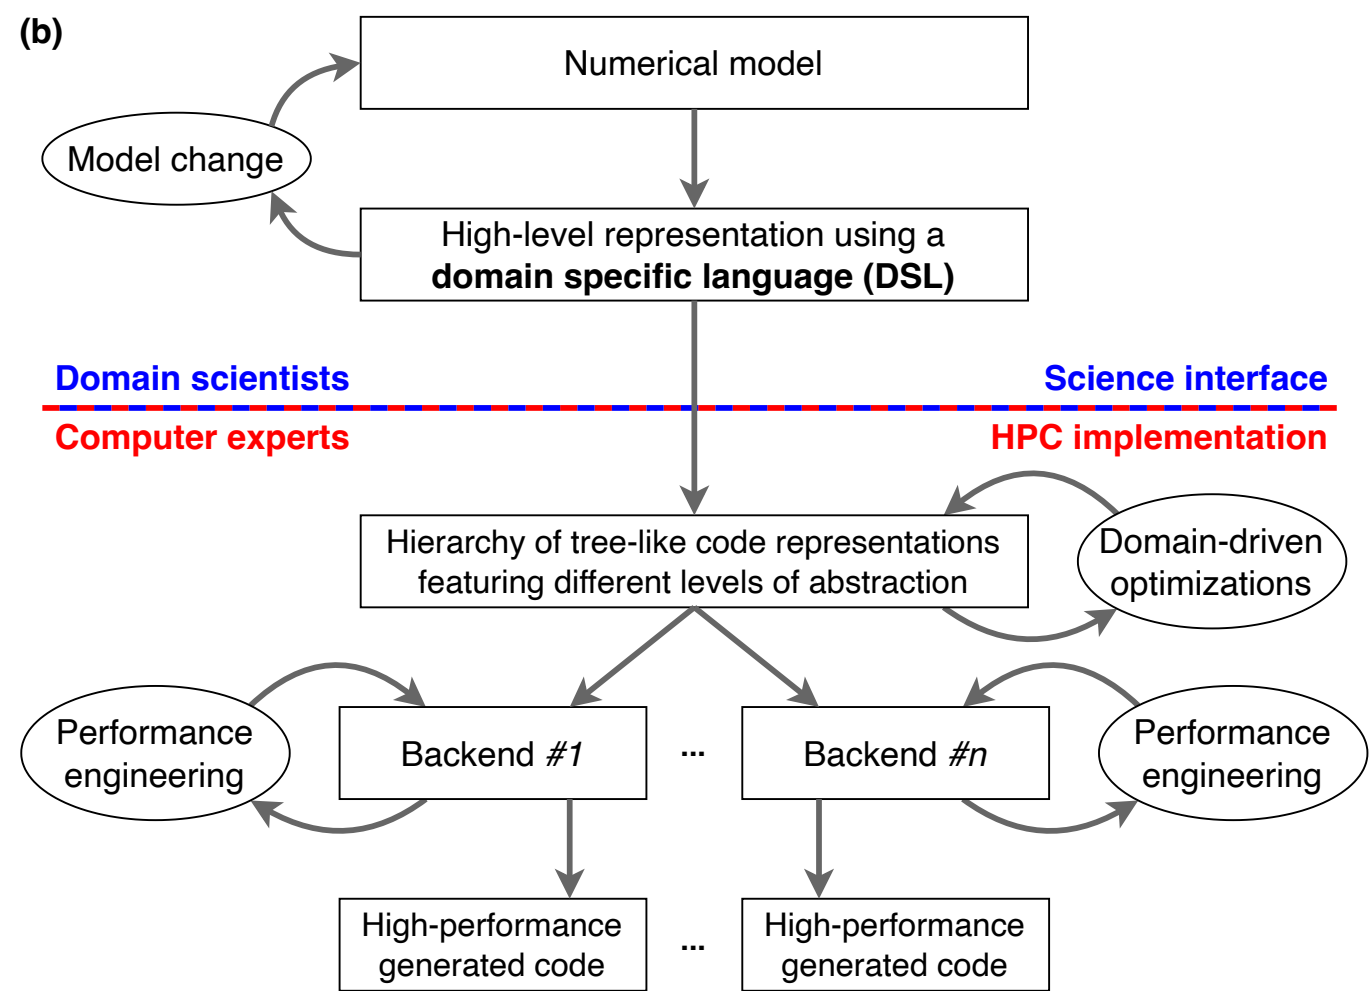 (b)
Numerical model
Model change
High-level representation using a
domain specific language (DSL)
Domain scientists
Science interface
Computer experts
HPC implementation
Hierarchy of tree-like code representations
featuring different levels of abstraction
Domain-driven
optimizations
Performance
engineering
Backend #1
...
Backend #n
Performance
engineering
High-performance
generated code
...
High-performance
generated code